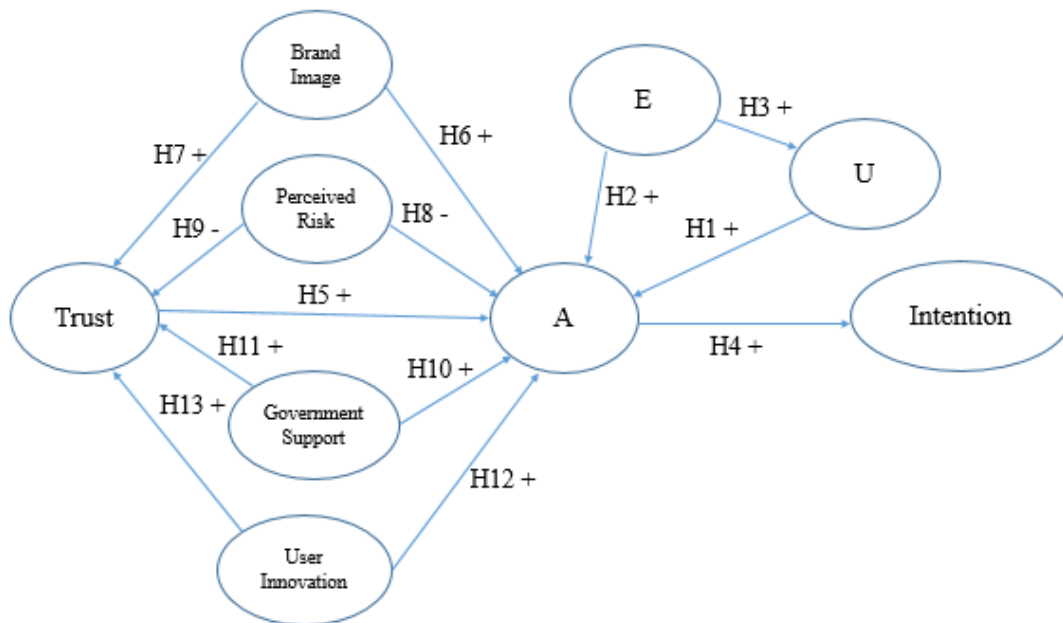 Brand
Image
E
H3 +
H7 +
H6 +
U
Perceived
Risk
H2 +
H9 -
H8 -
H1 +
Trust
H5 +
A
Intention
H4 +
H11 +
H10 +
H13 +
Government
Support
H12 +
User
Innovation